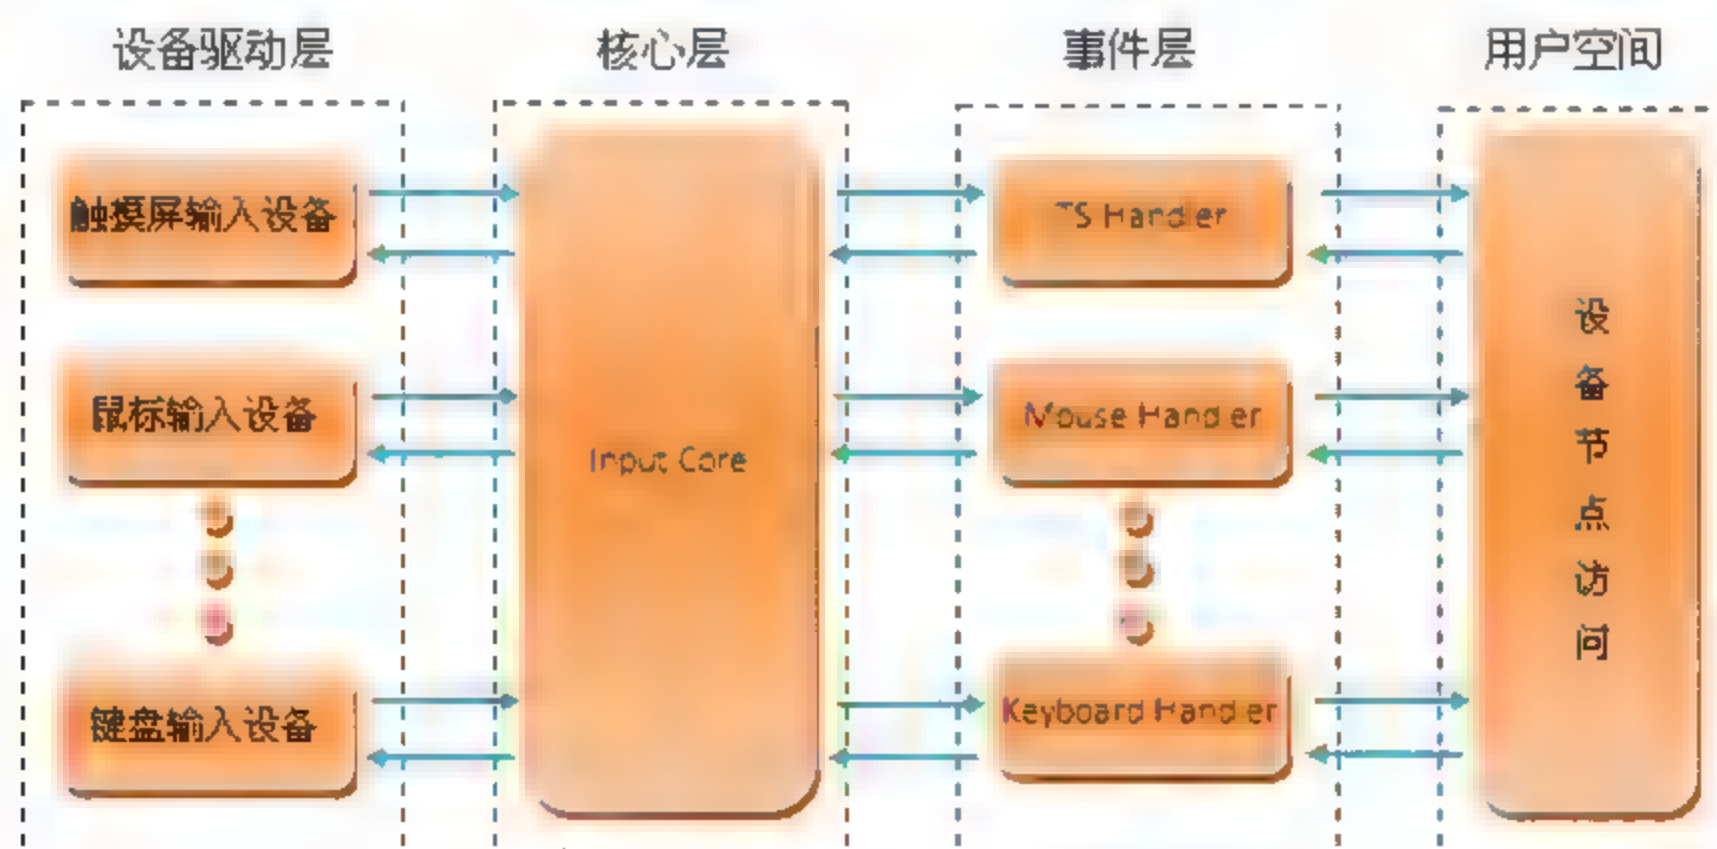 设备驱动层
核心层
事件层
用户空间
触摸屏输入设备
鼠标输入设备
键盘输入设备
Input Core
TS Handler
Mouse Handler
Keyboard Handler
设备节点访问